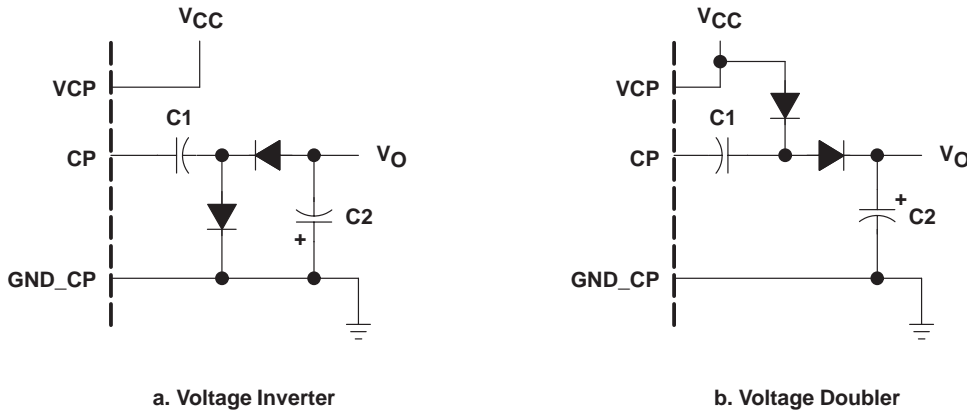 VCC
VCP
C1
CP
VO
C2
+
GND_CP
a. Voltage Inverter
VCC
VCP
C1
CP
VO
+
C2
GND_CP
b. Voltage Doubler